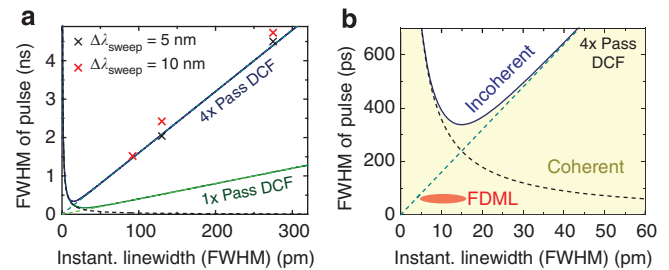 a
FWHM of pulse (ns)
5
4
3
2
1
0
× Δλsweep = 5 nm
× Δλsweep = 10 nm
4x Pass DCF
1x Pass DCF
0 100 200 300
Instant. linewidth (FWHM) (pm)
b
FWHM of pulse (ps)
600
400
200
0
4x Pass
DCF
Incoherent
Coherent
FDML
0 10 20 30 40 50 60
Instant. linewidth (FWHM) (pm)